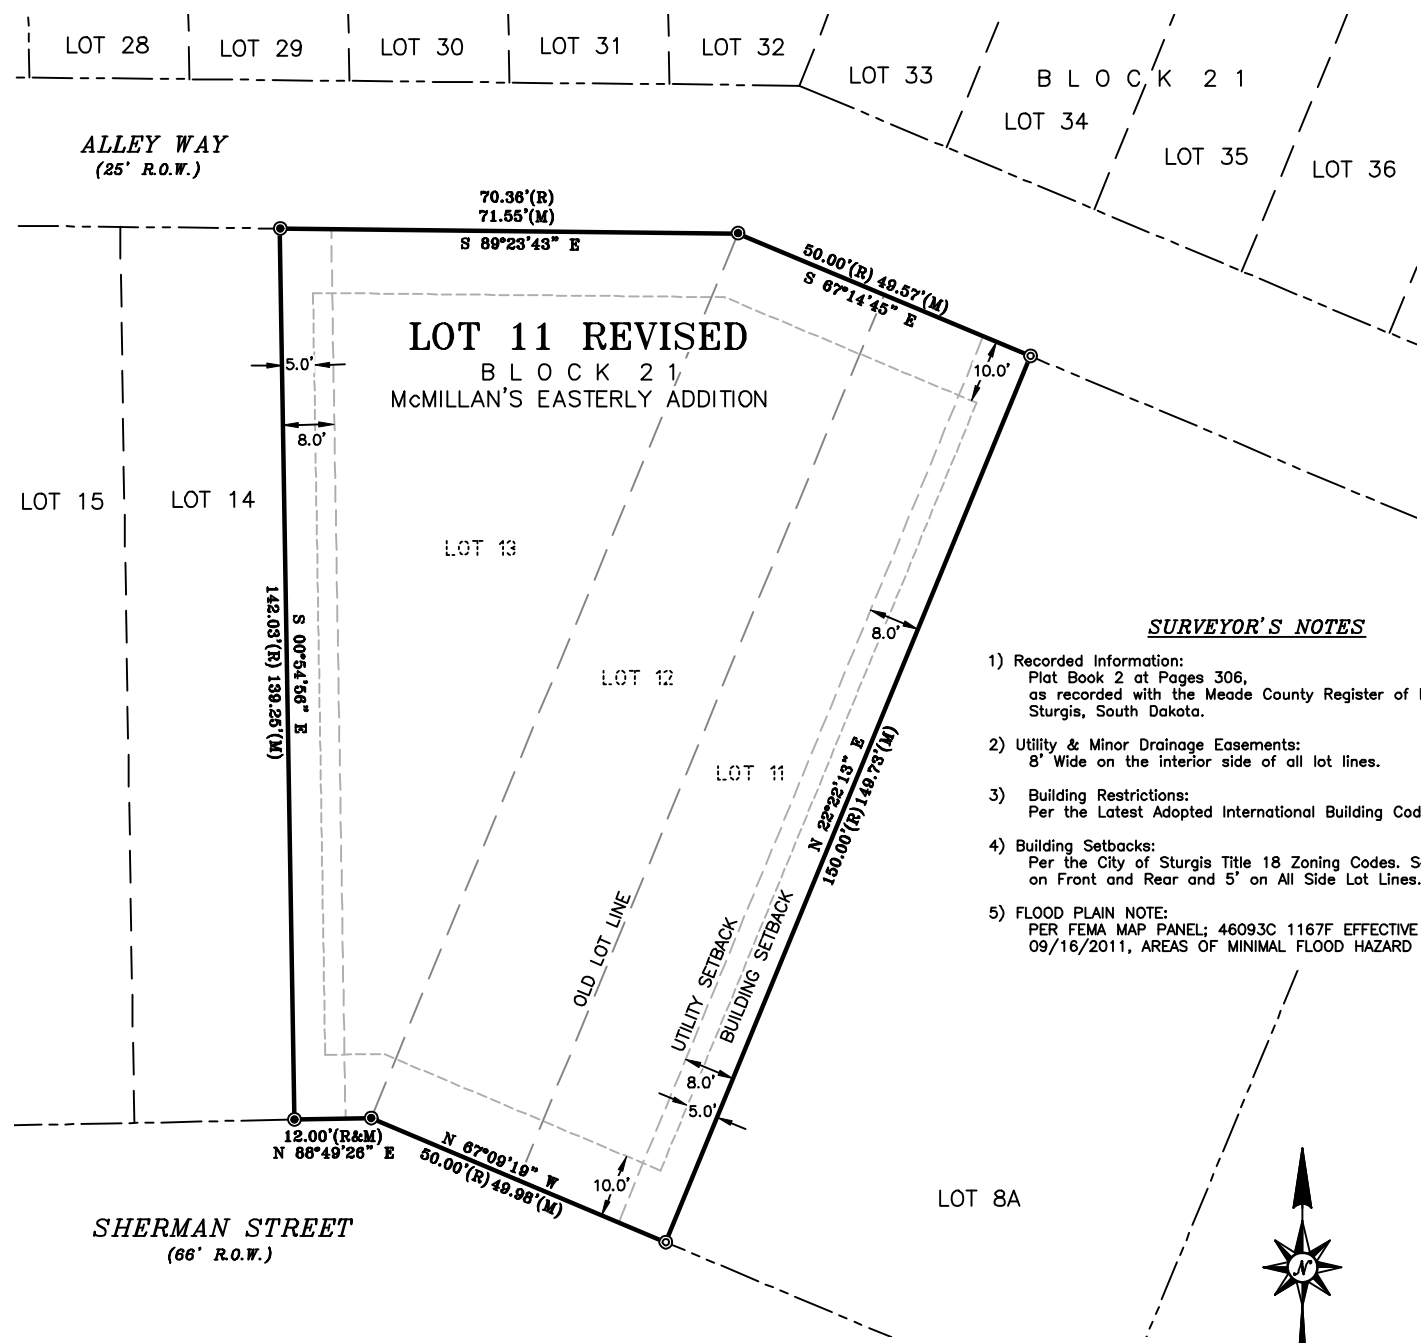 LOT 28
LOT 29
LOT 30
LOT 31
LOT 32
LOT 33
BLOCK 21
LOT 34
LOT 35
LOT 36
ALLEY WAY
(25' R.O.W.)
70.36'(R)
71.55'(M)
S 89°23'43" E
50.00'(R) 49.57'(M)
S 67°14'45" E
LOT 11 REVISED
BLOCK 21
McMILLAN'S EASTERLY ADDITION
5.0'
10.0'
8.0'
LOT 15
LOT 14
LOT 13
142.03'(R) 139.25'(M)
S 00°54'56" E
8.0'
LOT 12
LOT 11
N 22°22'13" E
150.00'(R) 149.73'(M)
OLD LOT LINE
UTILITY SETBACK
BUILDING SETBACK
8.0'
5.0'
12.00'(R&M)
N 88°49'26" E
N 67°09'19" W
50.00'(R) 49.98'(M)
10.0'
SHERMAN STREET
(66' R.O.W.)
LOT 8A
N
SURVEYOR'S NOTES
1) Recorded Information:
Plat Book 2 at Pages 306,
as recorded with the Meade County Register of
Sturgis, South Dakota.
2) Utility & Minor Drainage Easements:
8' Wide on the interior side of all lot lines.
3) Building Restrictions:
Per the Latest Adopted International Building Cod
4) Building Setbacks:
Per the City of Sturgis Title 18 Zoning Codes.
on Front and Rear and 5' on All Side Lot Lines.
5) FLOOD PLAIN NOTE:
PER FEMA MAP PANEL; 46093C 1167F EFFECTIVE
09/16/2011, AREAS OF MINIMAL FLOOD HAZARD